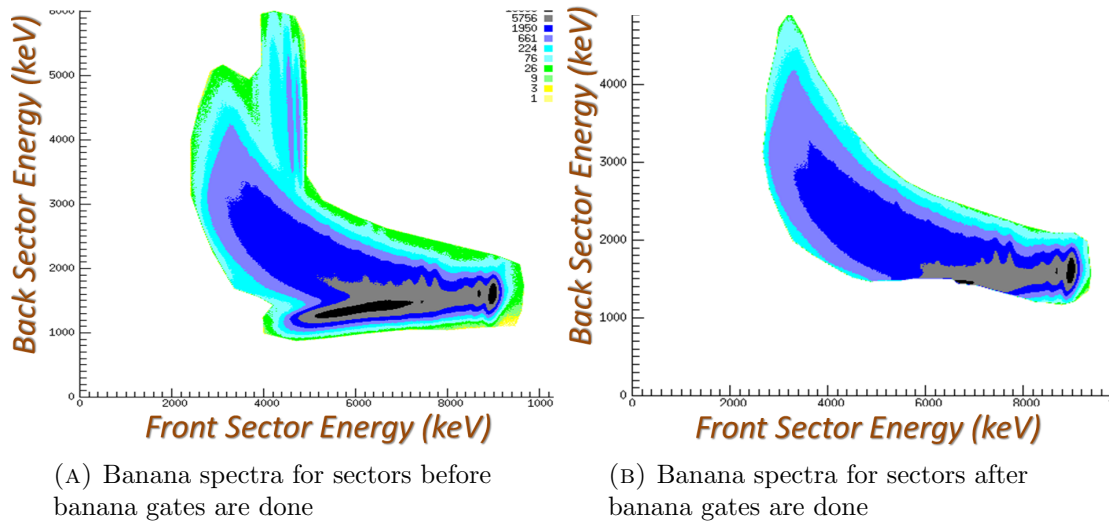 5756
1950
661
224
76
26
9
3
1
5000
4000
3000
2000
1000
0
0 2000 4000 6000 8000 1000
Back Sector Energy (keV)
Front Sector Energy (keV)
(A) Banana spectra for sectors before
banana gates are done
4000
3000
2000
1000
0
0 2000 4000 6000 8000
Back Sector Energy (keV)
Front Sector Energy (keV)
(B) Banana spectra for sectors after
banana gates are done